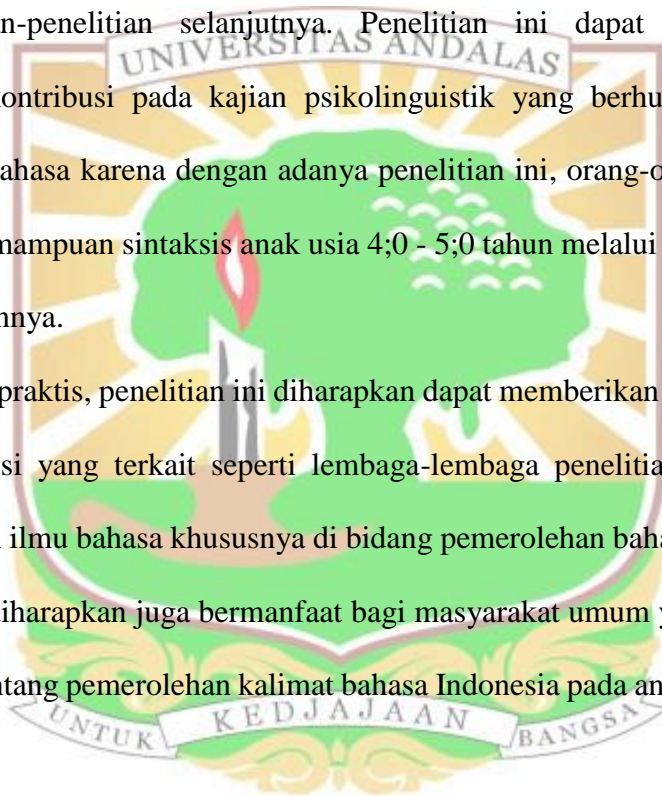 n-penelitian selanjutnya. Penelitian ini dapat
UNIVERSITAS ANDALAS
kontribusi pada kajian psikolinguistik yang berhu
ahasa karena dengan adanya penelitian ini, orang-o
mampuan sintaksis anak usia 4;0 - 5;0 tahun melalui
nnya.
praktis, penelitian ini diharapkan dapat memberikan
si yang terkait seperti lembaga-lembaga penelitia
ilmu bahasa khususnya di bidang pemerolehan baha
diharapkan juga bermanfaat bagi masyarakat umum y
ntang pemerolehan kalimat bahasa Indonesia pada an
UNTUK KEDJAJAAN BANGSA